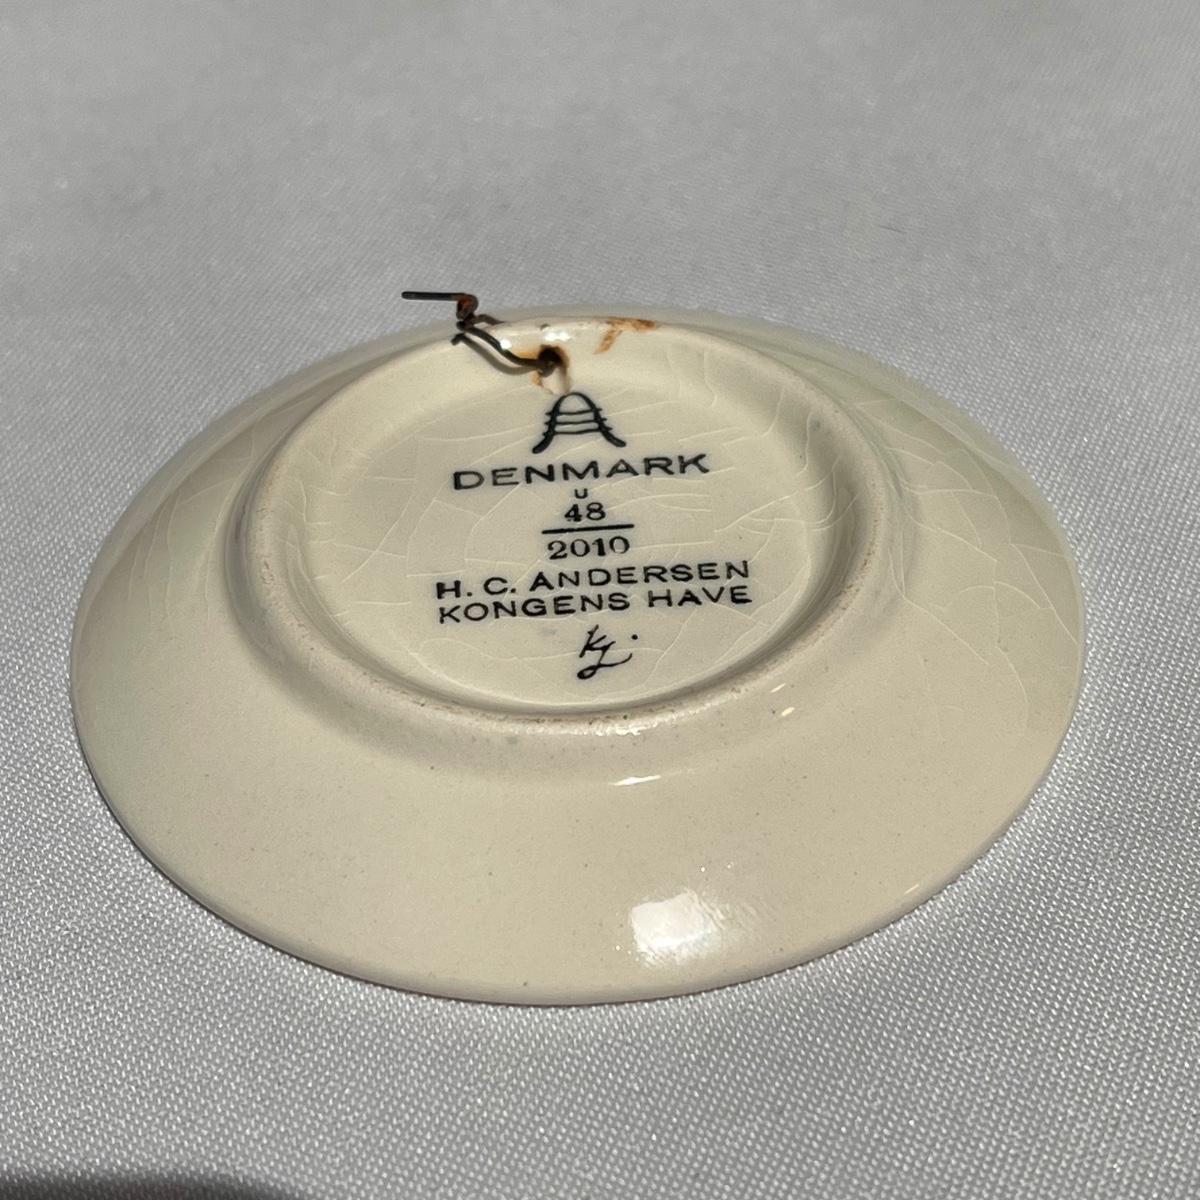 DENMARK
u
48
2010
H. C. ANDERSEN
KONGENS HAVE